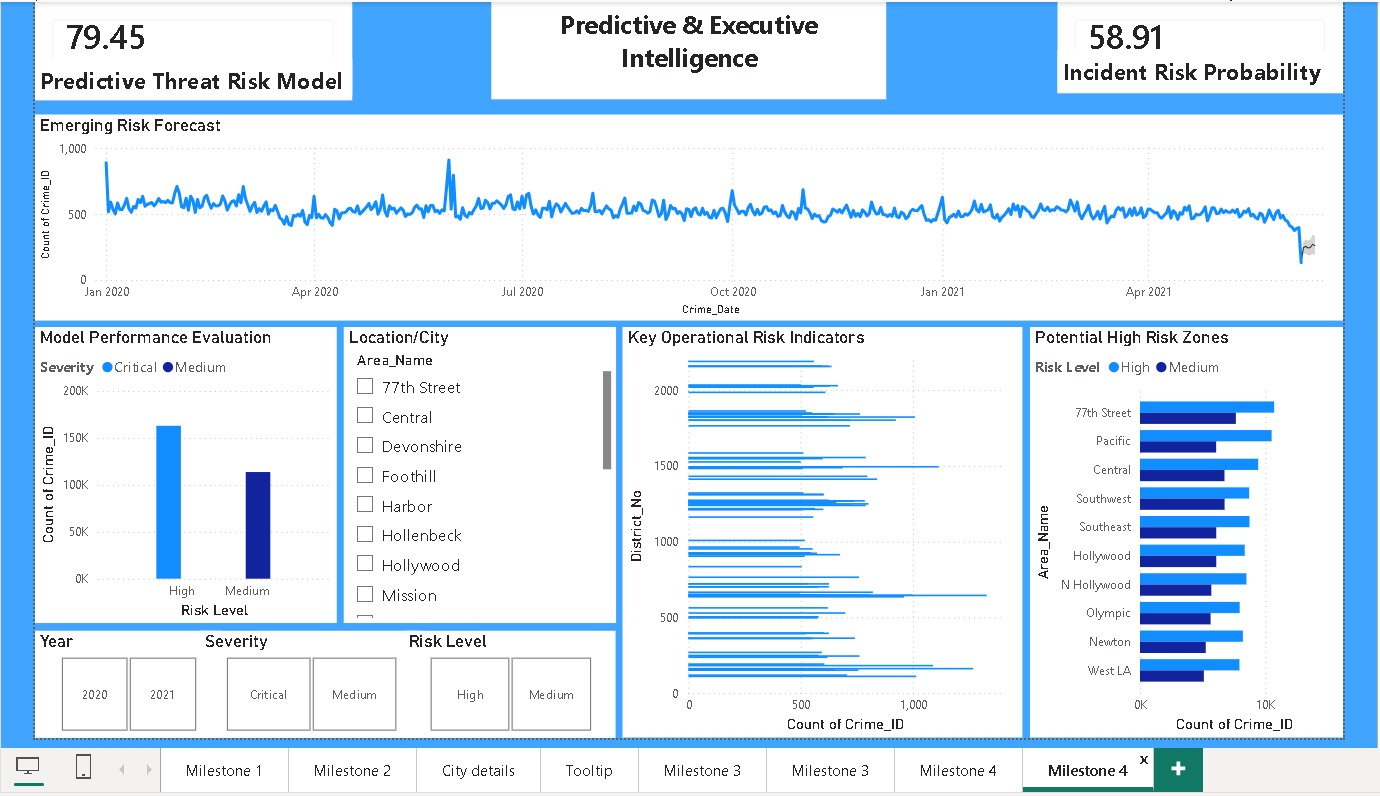 79.45
Predictive Threat Risk Model
Predictive & Executive
Intelligence
58.91
Incident Risk Probability
Emerging Risk Forecast
Count of Crime_ID
1,000
500
0
Jan 2020
Apr 2020
Jul 2020
Oct 2020
Jan 2021
Apr 2021
Crime_Date
Model Performance Evaluation
Severity Critical Medium
Count of Crime_ID
200K
150K
100K
50K
0K
High
Medium
Risk Level
Location/City
Area_Name
77th Street
Central
Devonshire
Foothill
Harbor
Hollenbeck
Hollywood
Mission
Key Operational Risk Indicators
District_No
2000
1500
1000
500
0
0
500
1,000
Count of Crime_ID
Potential High Risk Zones
Risk Level High Medium
Area_Name
77th Street
Pacific
Central
Southwest
Southeast
Hollywood
N Hollywood
Olympic
Newton
West LA
0K
10K
Count of Crime_ID
Year
2020
2021
Severity
Critical
Medium
Risk Level
High
Medium
Milestone 1
Milestone 2
City details
Tooltip
Milestone 3
Milestone 3
Milestone 4
Milestone 4
x
+